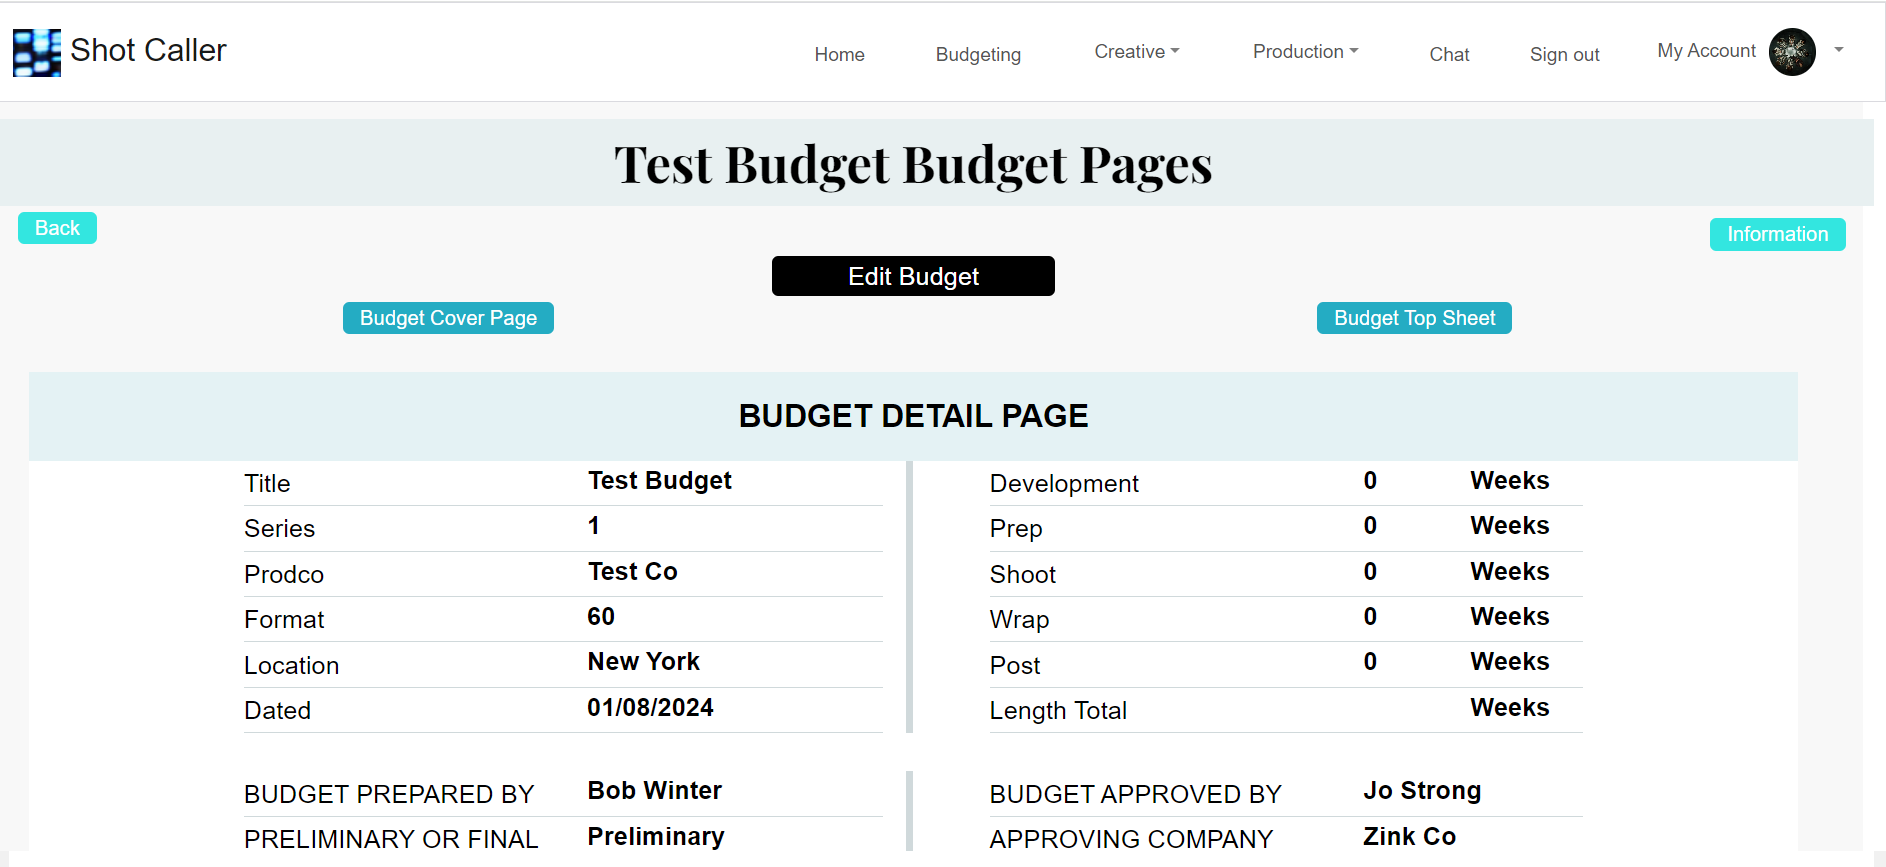 Shot Caller
Home Budgeting Creative Production Chat Sign out My Account
Test Budget Budget Pages
Back
Information
Edit Budget
Budget Cover Page Budget Top Sheet
BUDGET DETAIL PAGE
Title Test Budget
Series 1
Prodco Test Co
Format 60
Location New York
Dated 01/08/2024
Development 0 Weeks
Prep 0 Weeks
Shoot 0 Weeks
Wrap 0 Weeks
Post 0 Weeks
Length Total Weeks
BUDGET PREPARED BY Bob Winter
PRELIMINARY OR FINAL Preliminary
BUDGET APPROVED BY Jo Strong
APPROVING COMPANY Zink Co